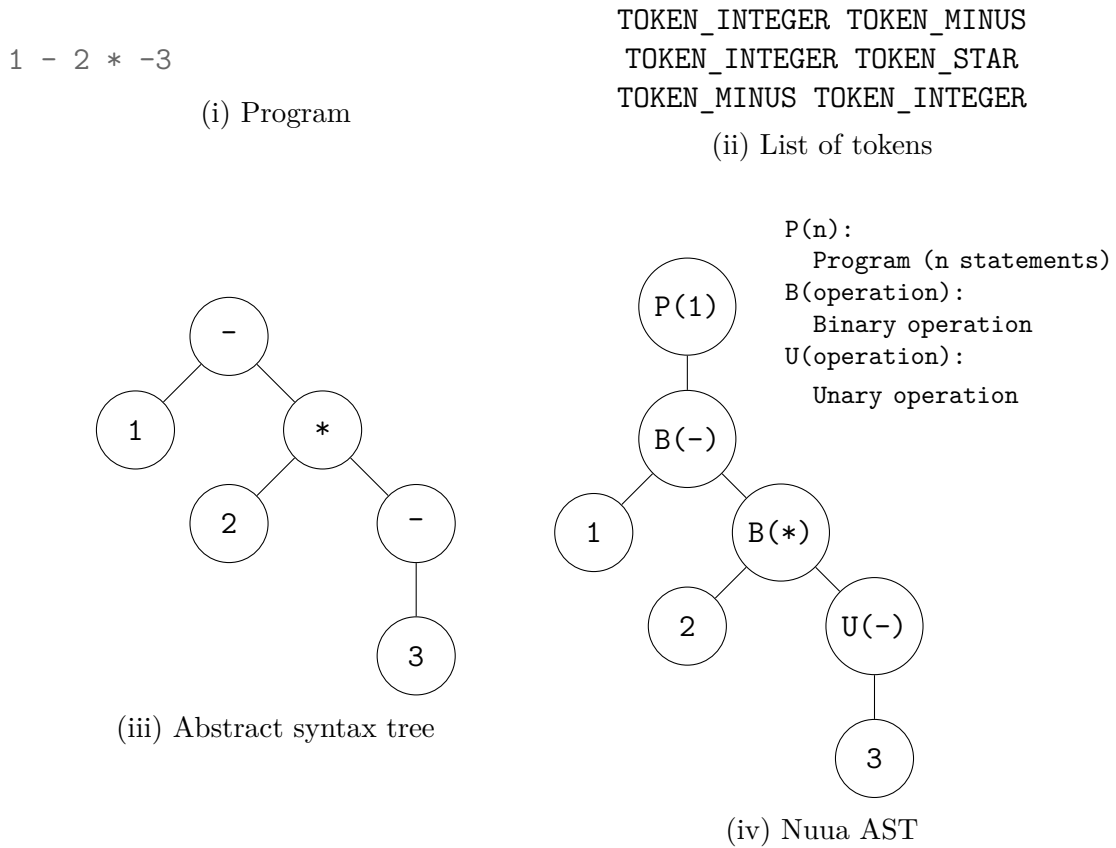 1 - 2 * -3
(i) Program
TOKEN_INTEGER TOKEN_MINUS
TOKEN_INTEGER TOKEN_STAR
TOKEN_MINUS TOKEN_INTEGER
(ii) List of tokens
-
1
*
2
-
3
(iii) Abstract syntax tree
P(n):
Program (n statements)
B(operation):
Binary operation
U(operation):
Unary operation
P(1)
B(-)
1
B(*)
2
U(-)
3
(iv) Nuua AST